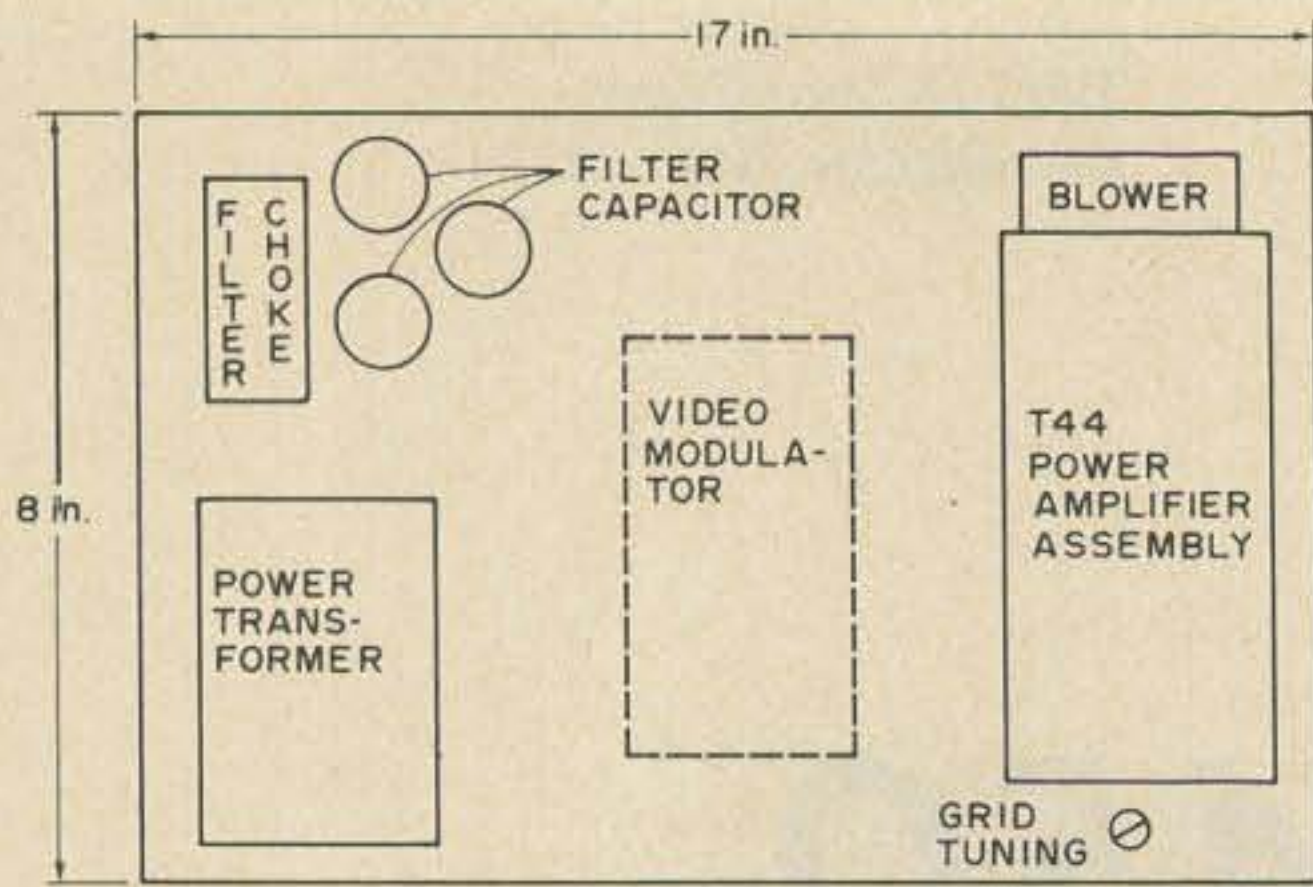 17 in.
FILTER
CAPACITOR
BLOWER
FILTER
CHOKE
8 in.
VIDEO
MODULA-
TOR
T44
POWER
AMPLIFIER
ASSEMBLY
POWER
TRANS-
FORMER
GRID
TUNING